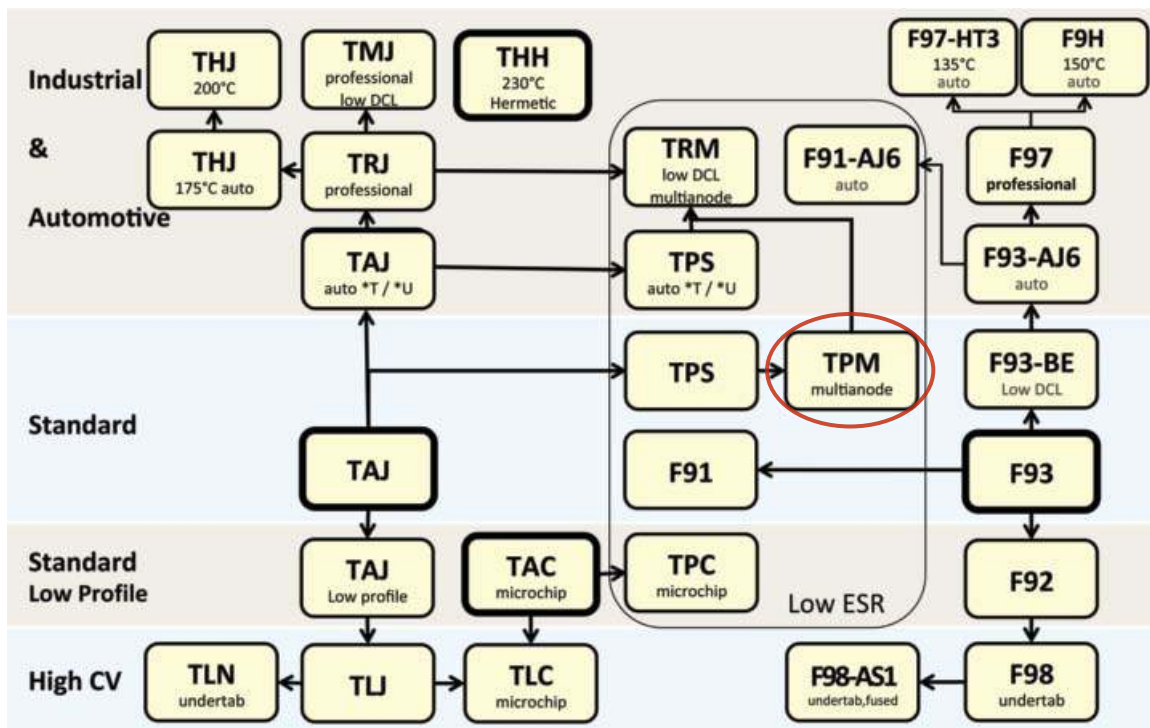 Industrial
&
Automotive
THJ
200°C
TMJ
professional
low DCL
THH
230°C
Hermetic
F97-HT3
135°C
auto
F9H
150°C
auto
THJ
175°C auto
TRJ
professional
TRM
low DCL
multianode
F91-AJ6
auto
F97
professional
TAJ
auto *T / *U
TPS
auto *T / *U
F93-AJ6
auto
Standard
TPS
TPM
multianode
F93-BE
Low DCL
TAJ
F91
F93
Standard
Low Profile
TAJ
Low profile
TAC
microchip
TPC
microchip
Low ESR
F92
High CV
TLN
undertab
TLJ
TLC
microchip
F98-AS1
undertab,fused
F98
undertab